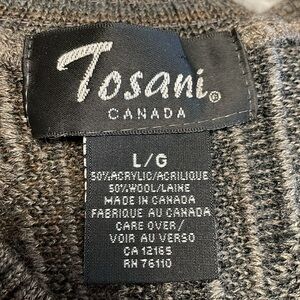 Tosani®
CANADA
L/G
50%ACRYLIC/ACRILIQUE
50%WOOL/LAINE
MADE IN CANADA
FABRIQUE AU CANADA
CARE OVER/
VOIR AU VERSO
CA 12165
RN 76110